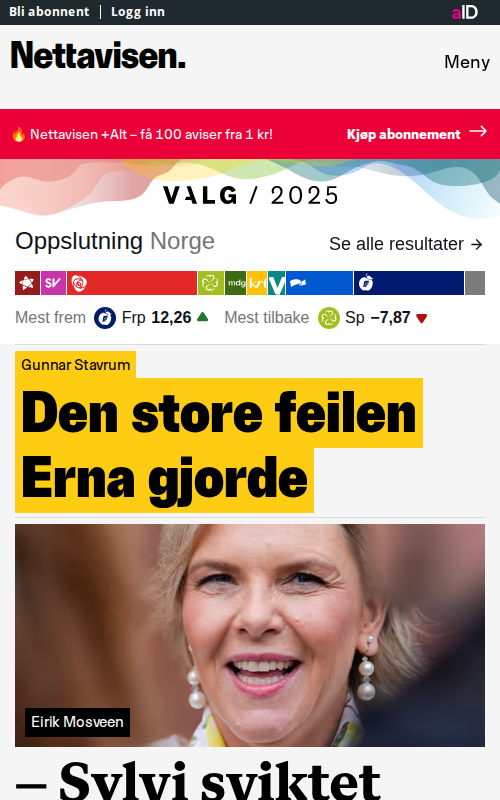 Bli abonnent | Logg inn
aID
Nettavisen.
Meny
🔥 Nettavisen +Alt – få 100 aviser fra 1 kr!
Kjøp abonnement →
VALG / 2025
Oppslutning Norge
Se alle resultater →
SV
mdg
krf
V
Mest frem Frp 12,26
Mest tilbake Sp −7,87
Gunnar Stavrum
Den store feilen
Erna gjorde
Eirik Mosveen
– Sylvi sviktet